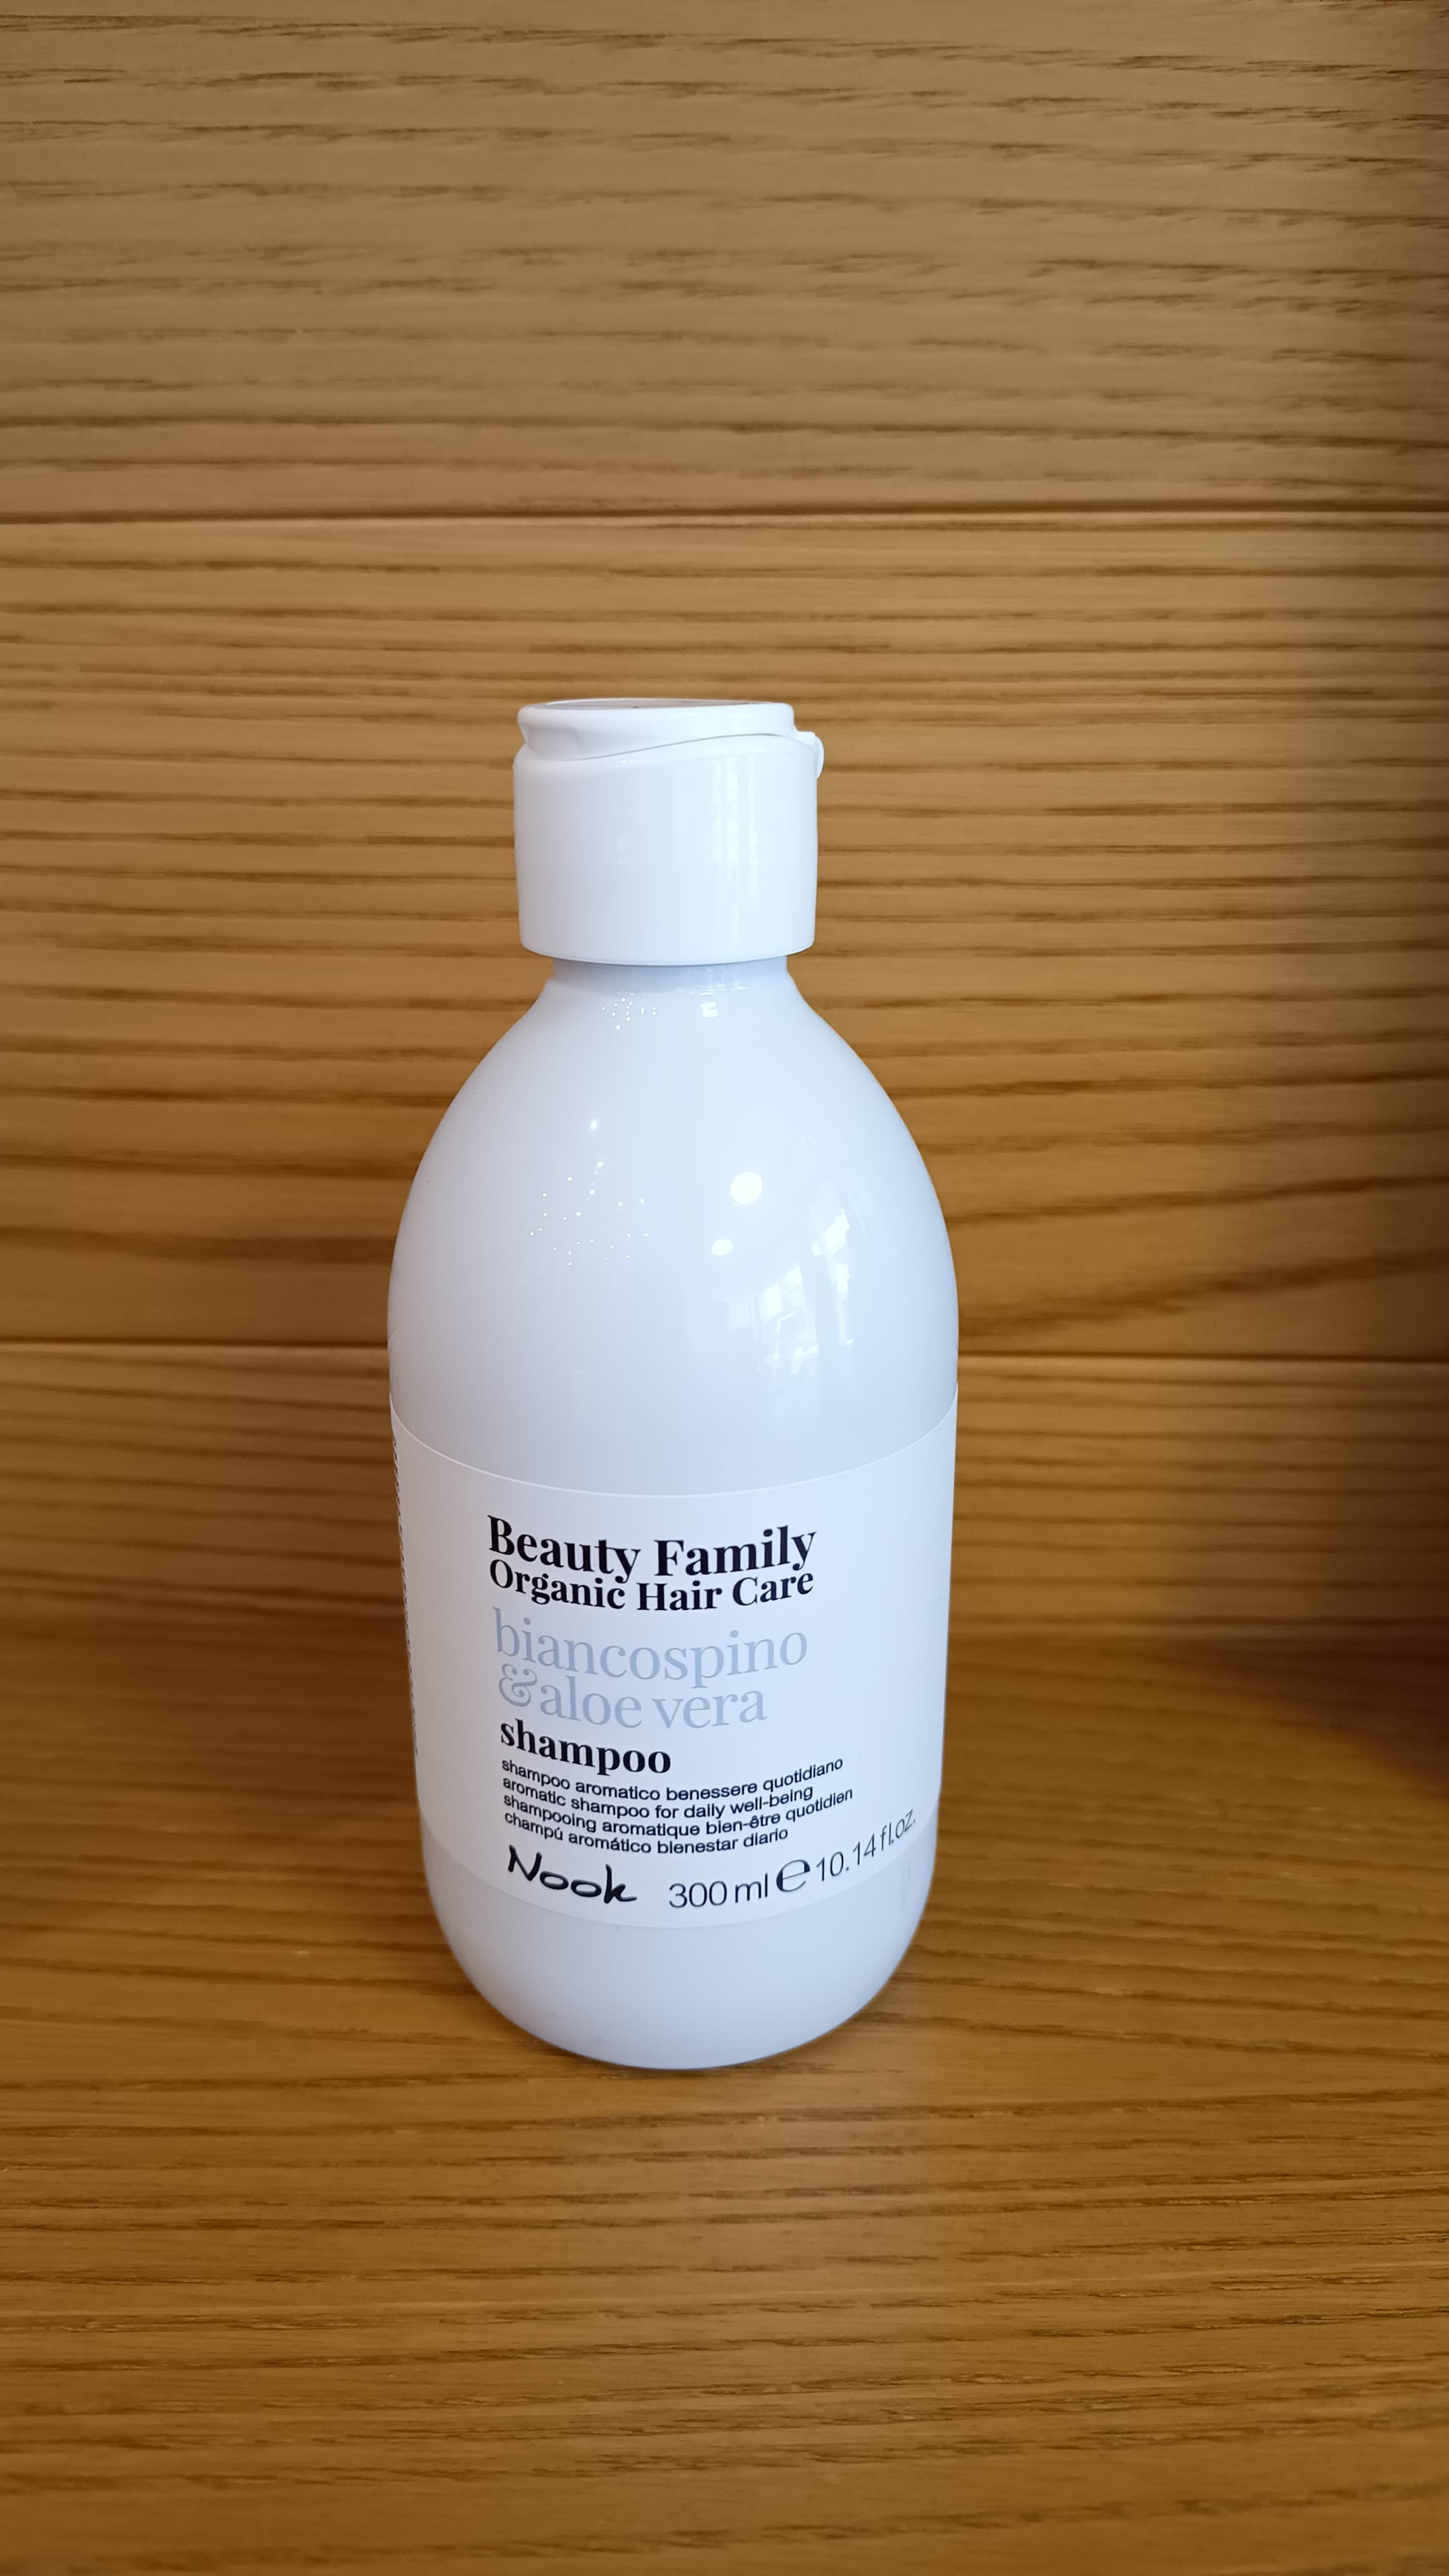 Beauty Family
Organic Hair Care
biancospino
& aloe vera
shampoo
shampoo aromatico benessere quotidiano
aromatic shampoo for daily well-being
shampooing aromatique bien-être quotidien
champú aromático bienestar diario
Nook 300 ml e 10.14 fl.oz.